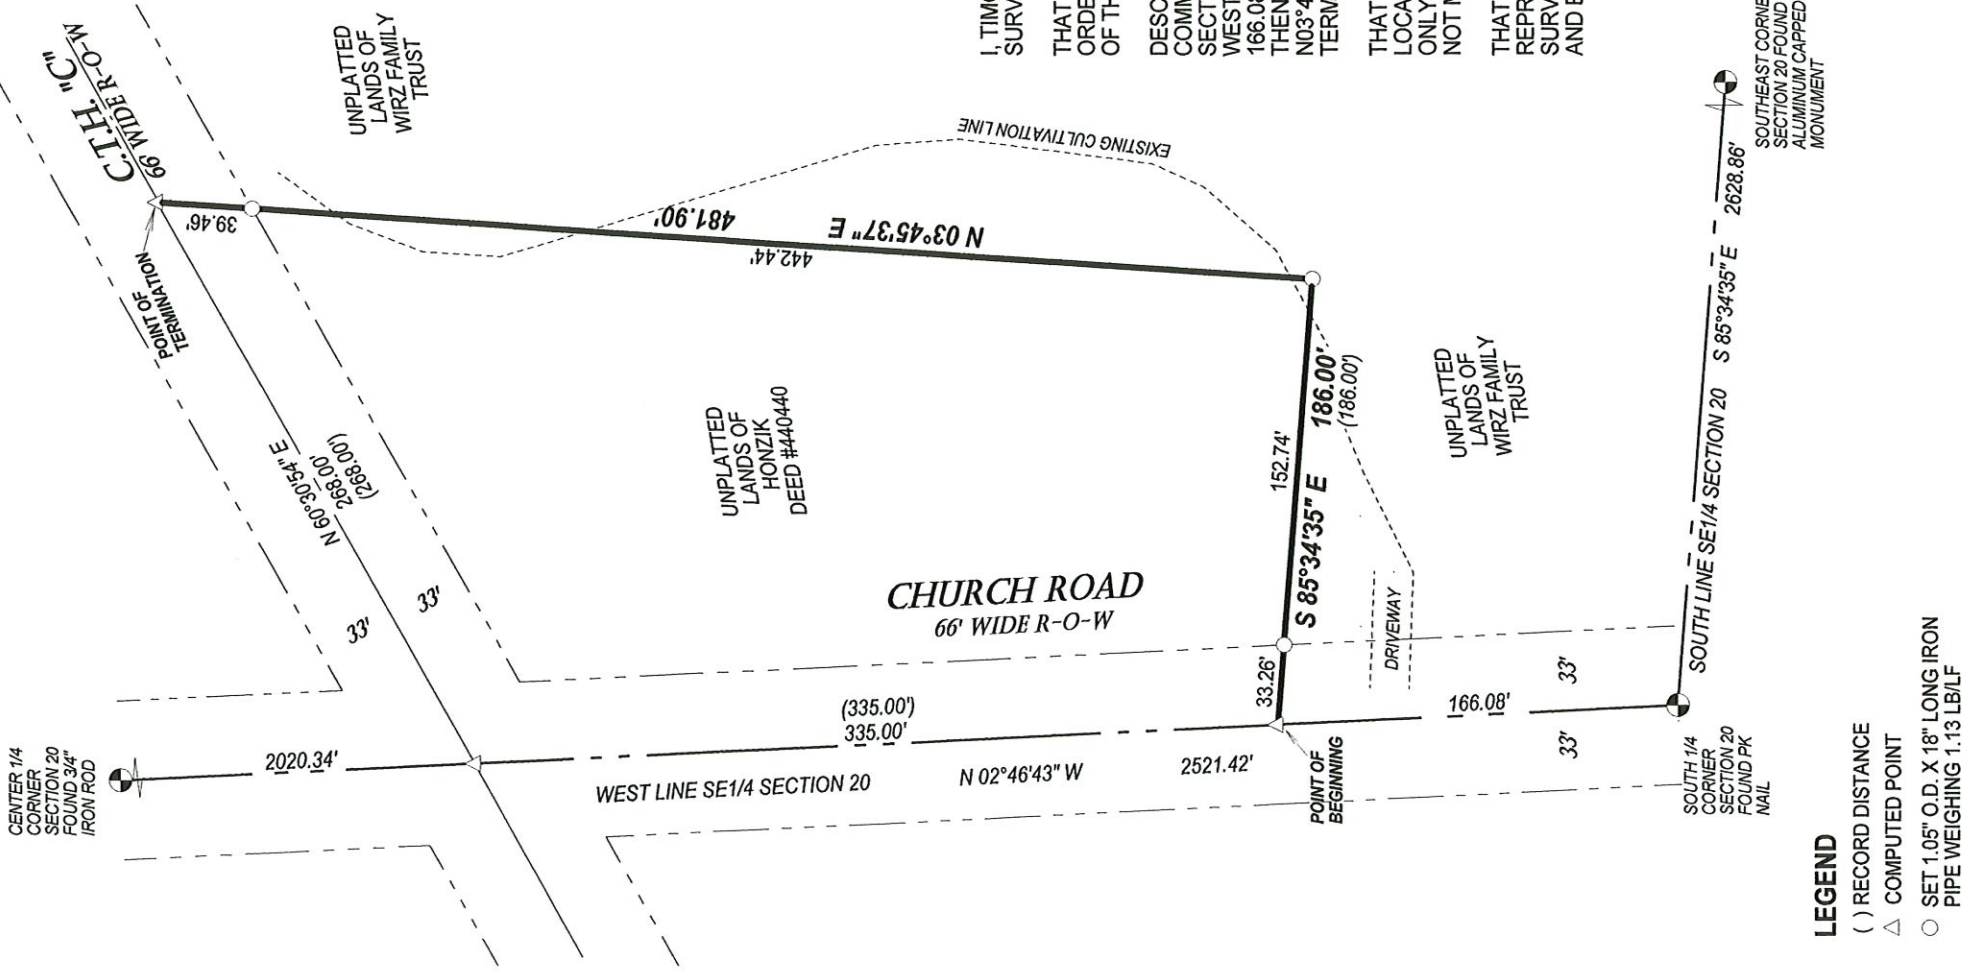 C.T.H. "C"
66 WIDE R-O-W
UNPLATTED
LANDS OF
WIRZ FAMILY
TRUST
POINT OF
TERMINATION
39.46'
N 60°30'54" E
268.00'
(268.00')
33'
33'
CENTER 1/4
CORNER
SECTION 20
FOUND 3/4"
IRON ROD
2020.34'
UNPLATTED
LANDS OF
HONZIK
DEED #440440
481.90'
N 03°45'37" E
442.44'
EXISTING CULTIVATION LINE
CHURCH ROAD
66' WIDE R-O-W
(335.00')
335.00'
WEST LINE SE1/4 SECTION 20
N 02°46'43" W
2521.42'
POINT OF
BEGINNING
33.26'
152.74'
S 85°34'35" E
186.00'
(186.00')
DRIVEWAY
166.08'
33'
33'
UNPLATTED
LANDS OF
WIRZ FAMILY
TRUST
SOUTH 1/4
CORNER
SECTION 20
FOUND PK
NAIL
SOUTH LINE SE1/4 SECTION 20
S 85°34'35" E
2628.86'
SOUTHEAST CORNE
SECTION 20 FOUND
ALUMINUM CAPPED
MONUMENT
I, TIMO
SURV
THAT
ORDE
OF TH
DESC
COMM
SECT
WEST
166.08
THEN
N03°4
TERM
THAT
LOCA
ONLY
NOT M
THAT
REPR
SURV
AND B
LEGEND
( ) RECORD DISTANCE
△ COMPUTED POINT
○ SET 1.05" O.D. X 18" LONG IRON
PIPE WEIGHING 1.13 LB/LF